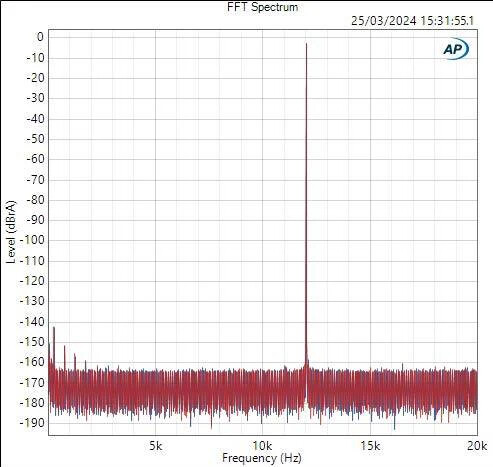 FFT Spectrum
25/03/2024 15:31:55.1
AP
0
-10
-20
-30
-40
-50
-60
-70
-80
-90
-100
-110
-120
-130
-140
-150
-160
-170
-180
-190
Level (dBrA)
5k
10k
15k
20k
Frequency (Hz)